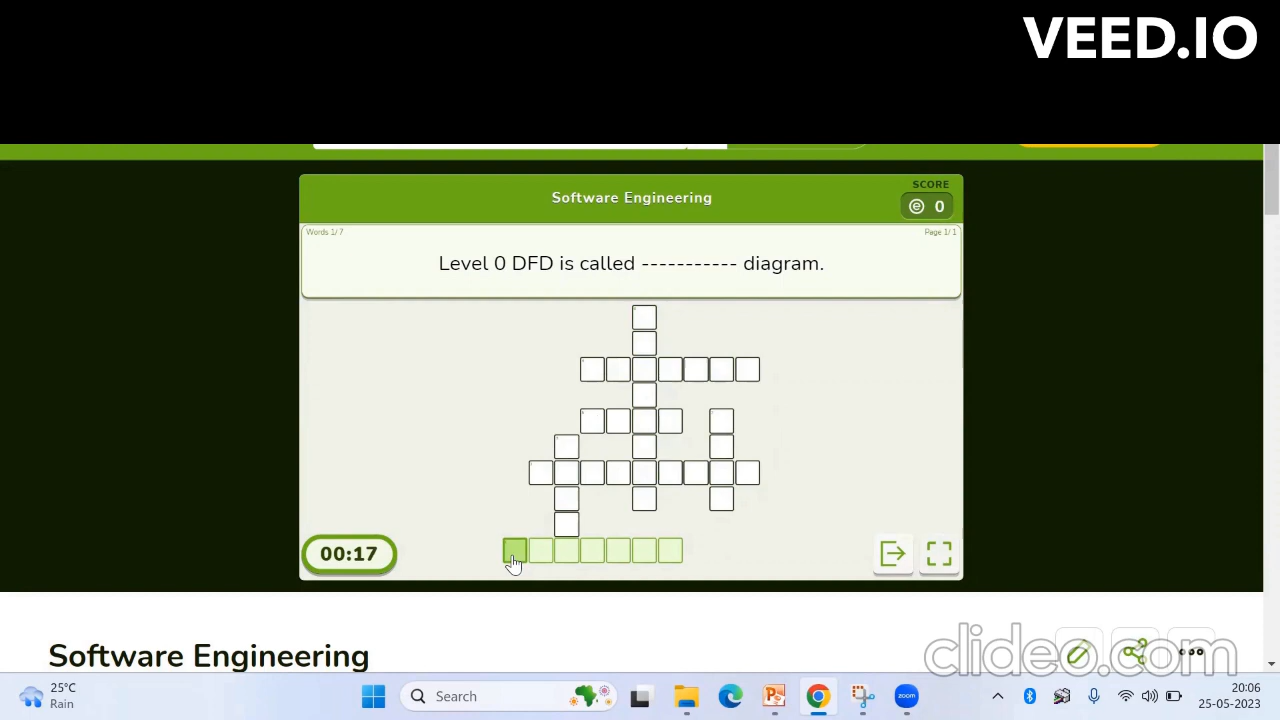 VEED.IO
Software Engineering
SCORE
0
Words 1/ 7
Page 1/ 1
Level 0 DFD is called ----------- diagram.
00:17
Software Engineering
clideo.com
25°C
Rain
Search
zoom
20:06
25-05-2023